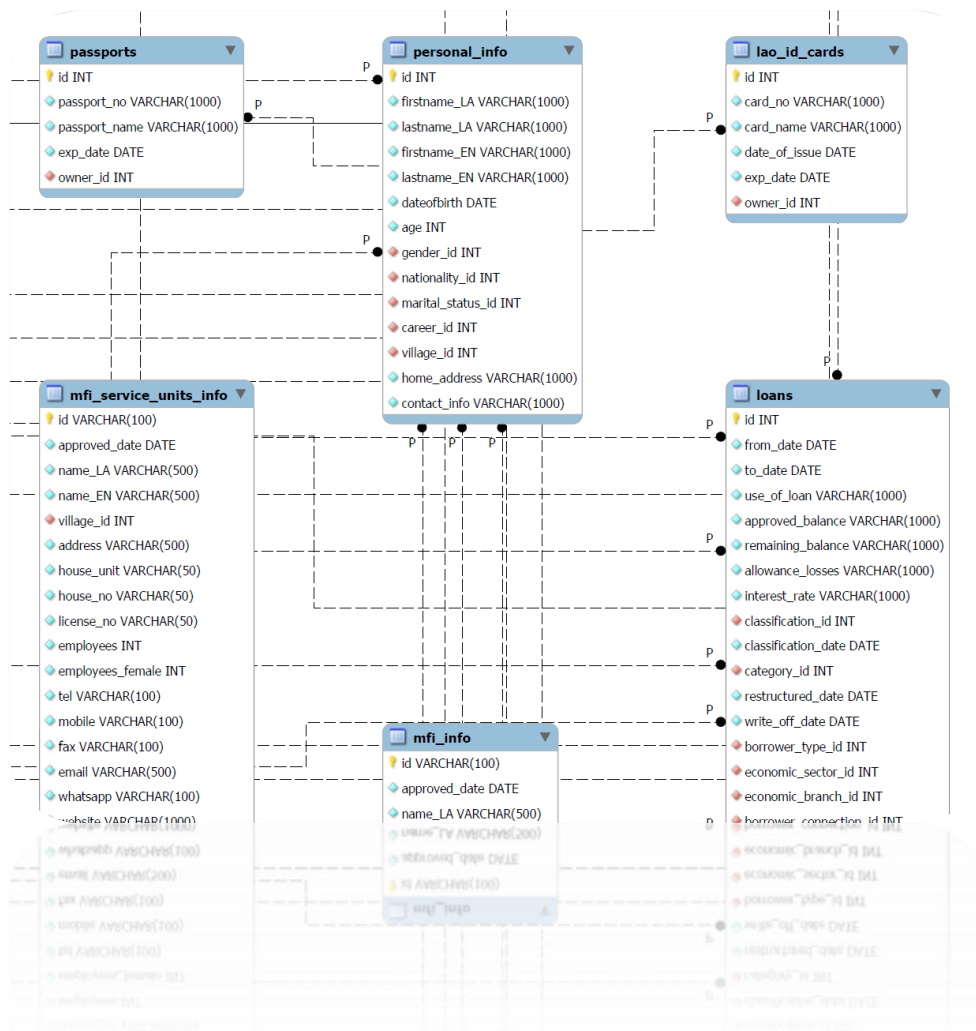 passports
id INT
passport_no VARCHAR(1000)
passport_name VARCHAR(1000)
exp_date DATE
owner_id INT
personal_info
id INT
firstname_LA VARCHAR(1000)
lastname_LA VARCHAR(1000)
firstname_EN VARCHAR(1000)
lastname_EN VARCHAR(1000)
dateofbirth DATE
age INT
gender_id INT
nationality_id INT
marital_status_id INT
career_id INT
village_id INT
home_address VARCHAR(1000)
contact_info VARCHAR(1000)
lao_id_cards
id INT
card_no VARCHAR(1000)
card_name VARCHAR(1000)
date_of_issue DATE
exp_date DATE
owner_id INT
mfi_service_units_info
id VARCHAR(100)
approved_date DATE
name_LA VARCHAR(500)
name_EN VARCHAR(500)
village_id INT
address VARCHAR(500)
house_unit VARCHAR(50)
house_no VARCHAR(50)
license_no VARCHAR(50)
employees INT
employees_female INT
tel VARCHAR(100)
mobile VARCHAR(100)
fax VARCHAR(100)
email VARCHAR(500)
whatsapp VARCHAR(100)
website VARCHAR(1000)
mfi_info
id VARCHAR(100)
approved_date DATE
name_LA VARCHAR(500)
loans
id INT
from_date DATE
to_date DATE
use_of_loan VARCHAR(1000)
approved_balance VARCHAR(1000)
remaining_balance VARCHAR(1000)
allowance_losses VARCHAR(1000)
interest_rate VARCHAR(1000)
classification_id INT
classification_date DATE
category_id INT
restructured_date DATE
write_off_date DATE
borrower_type_id INT
economic_sector_id INT
economic_branch_id INT
borrower_connection_id INT
P
P
P
P
P
P
P
P
P
P
P
P
P